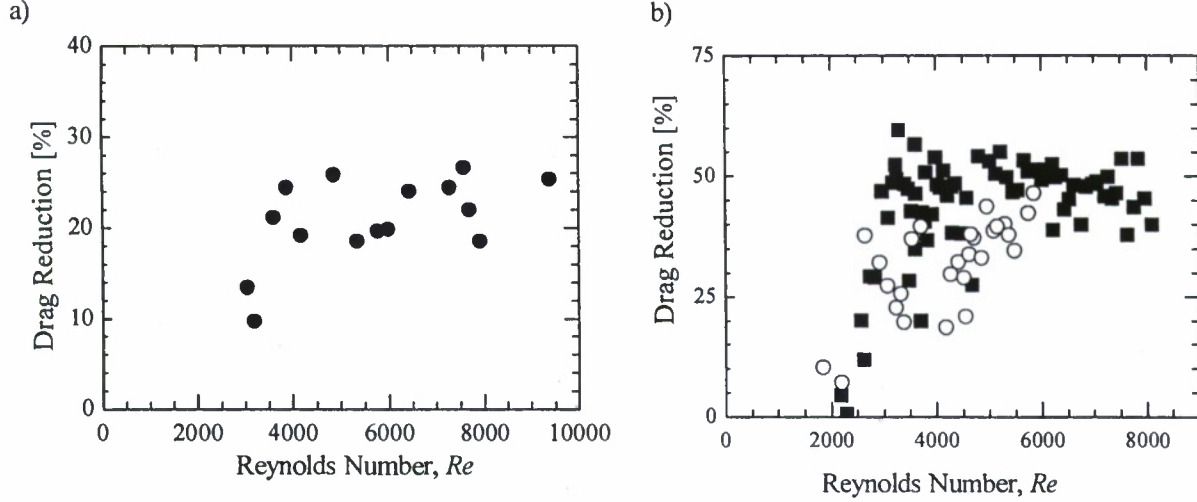 a)
40
30
20
10
0
Drag Reduction [%]
0 2000 4000 6000 8000 10000
Reynolds Number, Re
b)
75
50
25
0
Drag Reduction [%]
0 2000 4000 6000 8000
Reynolds Number, Re